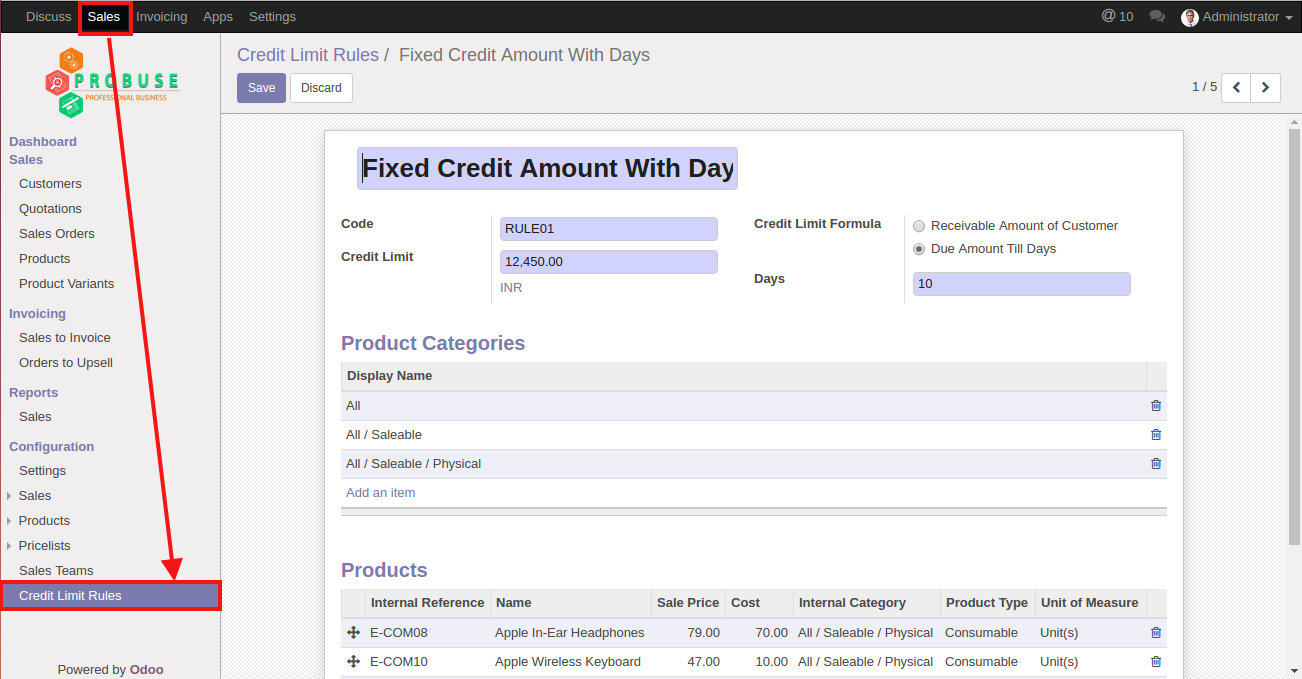 Discuss Sales Invoicing Apps Settings @ 10 Administrator
PROBUSE
PROFESSIONAL BUSINESS
Dashboard
Sales
Customers
Quotations
Sales Orders
Products
Product Variants
Invoicing
Sales to Invoice
Orders to Upsell
Reports
Sales
Configuration
Settings
Sales
Products
Pricelists
Sales Teams
Credit Limit Rules
Powered by Odoo
Credit Limit Rules / Fixed Credit Amount With Days
Save Discard 1 / 5
Fixed Credit Amount With Day
Code RULE01
Credit Limit 12,450.00
INR
Credit Limit Formula Receivable Amount of Customer
Due Amount Till Days
Days 10
Product Categories
Display Name
All
All / Saleable
All / Saleable / Physical
Add an item
Products
Internal Reference Name Sale Price Cost Internal Category Product Type Unit of Measure
E-COM08 Apple In-Ear Headphones 79.00 70.00 All / Saleable / Physical Consumable Unit(s)
E-COM10 Apple Wireless Keyboard 47.00 10.00 All / Saleable / Physical Consumable Unit(s)